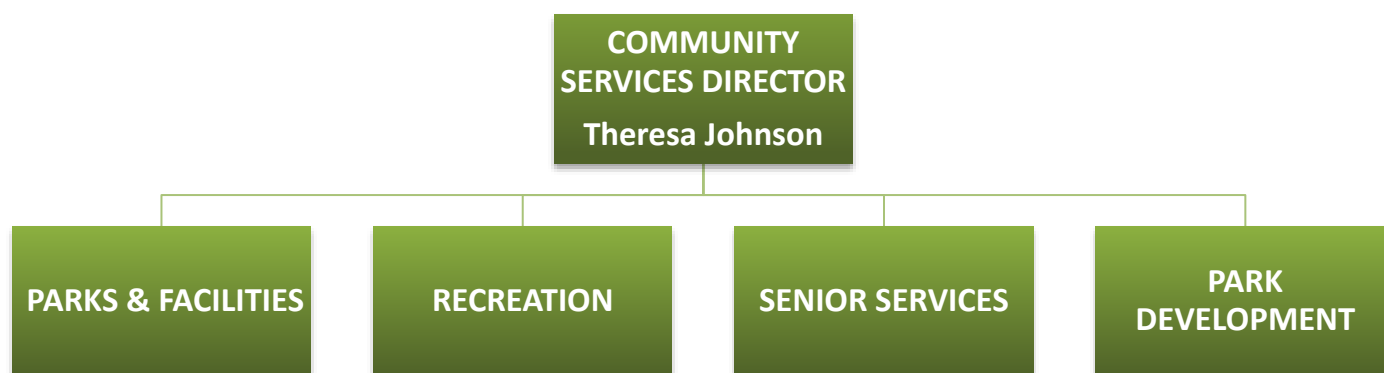 COMMUNITY
SERVICES DIRECTOR
Theresa Johnson
PARKS & FACILITIES
RECREATION
SENIOR SERVICES
PARK
DEVELOPMENT